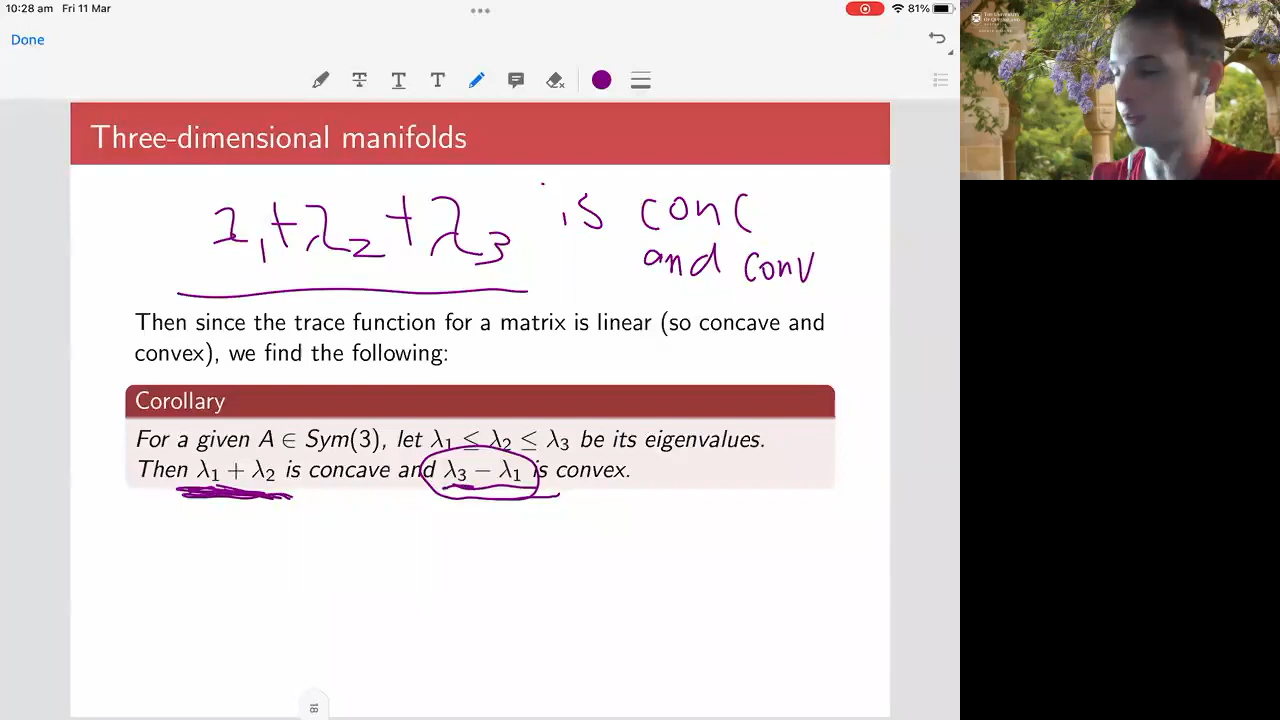 10:28 am Fri 11 Mar
81%
Done
T T T
Three-dimensional manifolds
λ₁+λ₂+λ₃ is conc
and conv
Then since the trace function for a matrix is linear (so concave and
convex), we find the following:
Corollary
For a given A ∈ Sym(3), let λ₁ ≤ λ₂ ≤ λ₃ be its eigenvalues.
Then λ₁ + λ₂ is concave and λ₃ − λ₁ is convex.
18